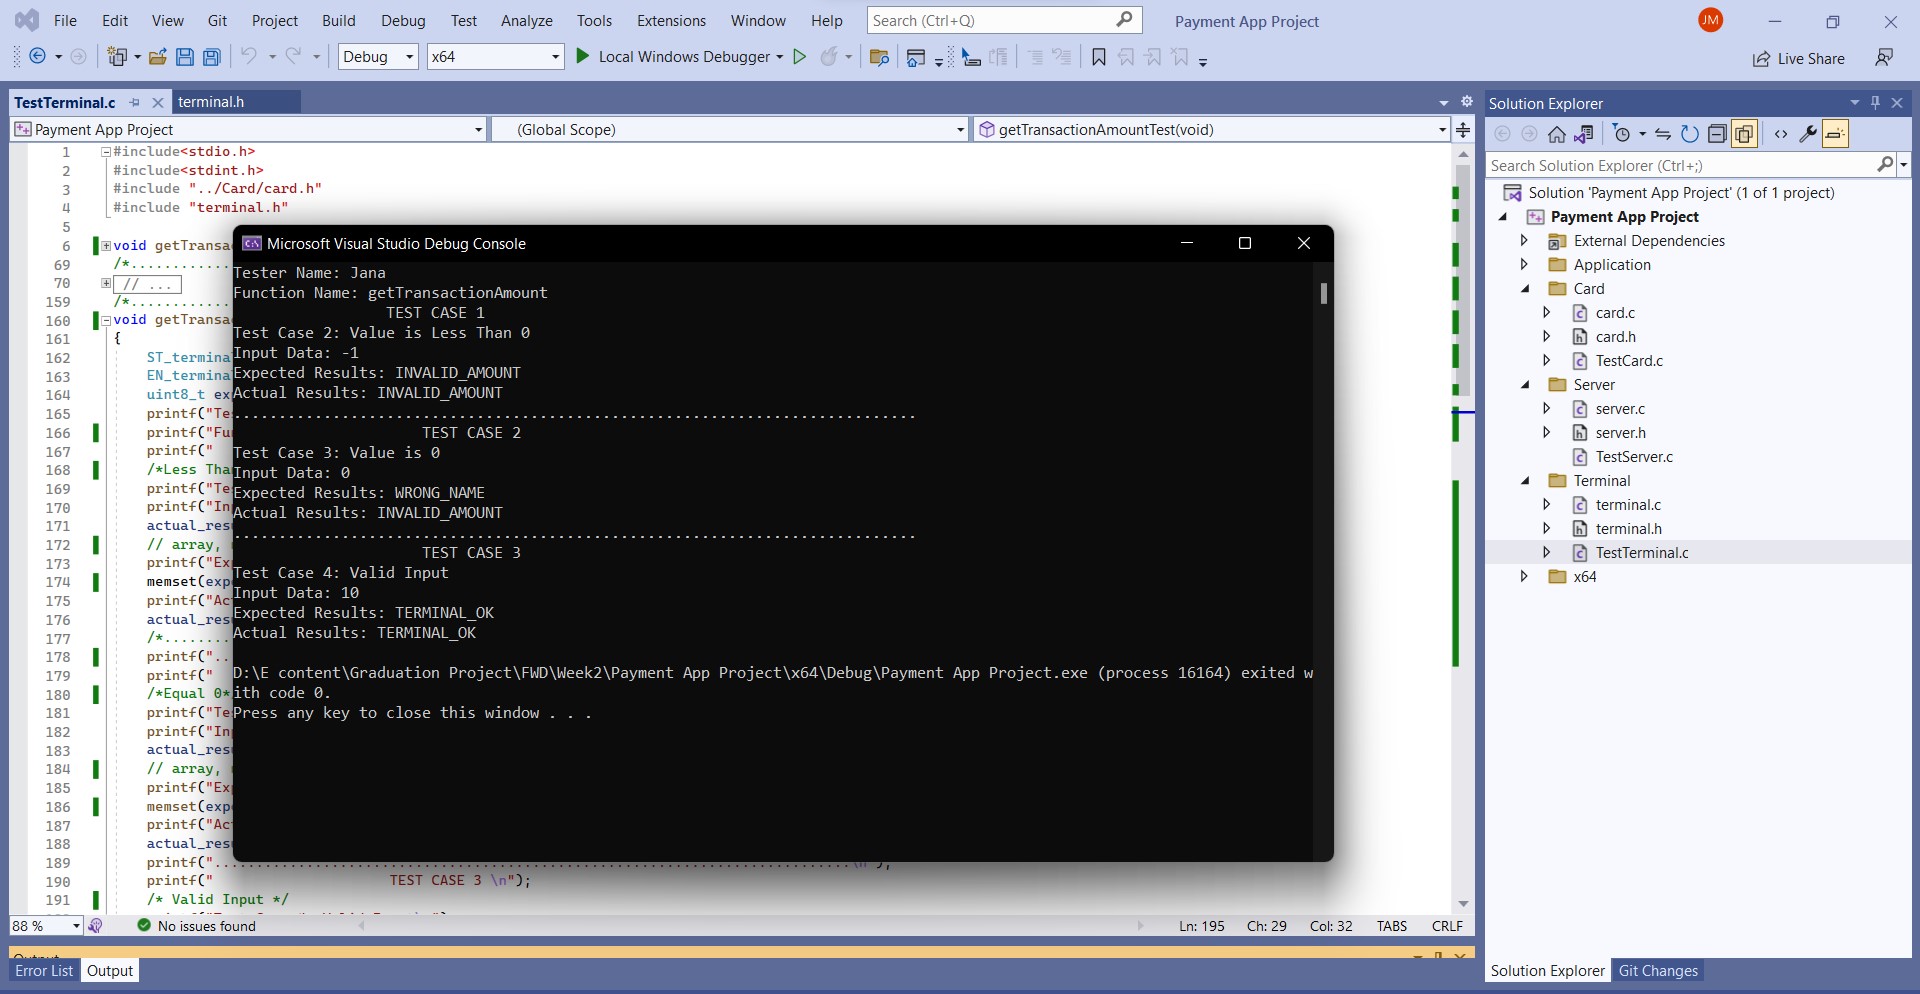 File Edit View Git Project Build Debug Test Analyze Tools Extensions Window Help Search (Ctrl+Q) Payment App Project JM
Debug x64 Local Windows Debugger Live Share
TestTerminal.c terminal.h
Payment App Project (Global Scope) getTransactionAmountTest(void)
1 #include<stdio.h>
2 #include<stdint.h>
3 #include "../Card/card.h"
4 #include "terminal.h"
5
6 void getTransa
69 /*............
70 // ...
159 /*............
160 void getTransa
161 {
162 ST_termina
163 EN_termina
164 uint8_t ex
165 printf("Te
166 printf("Fu
167 printf("
168 /*Less Tha
169 printf("Te
170 printf("In
171 actual_res
172 // array,
173 printf("Ex
174 memset(exp
175 printf("Ac
176 actual_res
177 /*........
178 printf("..
179 printf("
180 /*Equal 0*
181 printf("Te
182 printf("In
183 actual_res
184 // array,
185 printf("Ex
186 memset(exp
187 printf("Ac
188 actual_res
189 printf("............................................................................\n");
190 printf(" TEST CASE 3 \n");
191 /* Valid Input */
Microsoft Visual Studio Debug Console
Tester Name: Jana
Function Name: getTransactionAmount
TEST CASE 1
Test Case 2: Value is Less Than 0
Input Data: -1
Expected Results: INVALID_AMOUNT
Actual Results: INVALID_AMOUNT
............................................................................
TEST CASE 2
Test Case 3: Value is 0
Input Data: 0
Expected Results: WRONG_NAME
Actual Results: INVALID_AMOUNT
............................................................................
TEST CASE 3
Test Case 4: Valid Input
Input Data: 10
Expected Results: TERMINAL_OK
Actual Results: TERMINAL_OK
D:\E content\Graduation Project\FWD\Week2\Payment App Project\x64\Debug\Payment App Project.exe (process 16164) exited w
ith code 0.
Press any key to close this window . . .
88 % No issues found Ln: 195 Ch: 29 Col: 32 TABS CRLF
Output
Error List Output
Solution Explorer
Search Solution Explorer (Ctrl+;)
Solution 'Payment App Project' (1 of 1 project)
Payment App Project
External Dependencies
Application
Card
card.c
card.h
TestCard.c
Server
server.c
server.h
TestServer.c
Terminal
terminal.c
terminal.h
TestTerminal.c
x64
Solution Explorer Git Changes